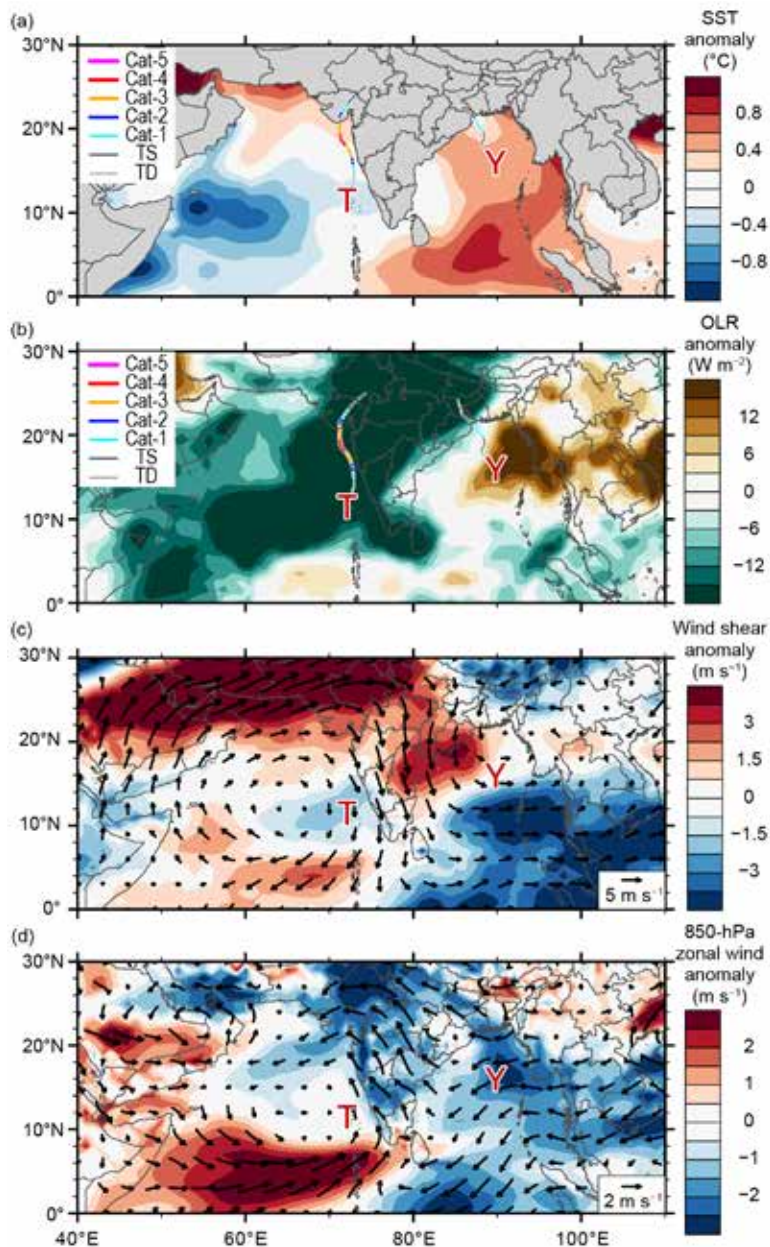 (a)
30°N
20°N
10°N
0°
Cat-5
Cat-4
Cat-3
Cat-2
Cat-1
TS
TD
T
Y
SST
anomaly
(°C)
0.8
0.4
0
−0.4
−0.8
(b)
30°N
20°N
10°N
0°
Cat-5
Cat-4
Cat-3
Cat-2
Cat-1
TS
TD
T
Y
OLR
anomaly
(W m⁻²)
12
6
0
−6
−12
(c)
30°N
20°N
10°N
0°
T
Y
5 m s⁻¹
Wind shear
anomaly
(m s⁻¹)
3
1.5
0
−1.5
−3
(d)
30°N
20°N
10°N
0°
T
Y
2 m s⁻¹
850-hPa
zonal wind
anomaly
(m s⁻¹)
2
1
0
−1
−2
40°E 60°E 80°E 100°E